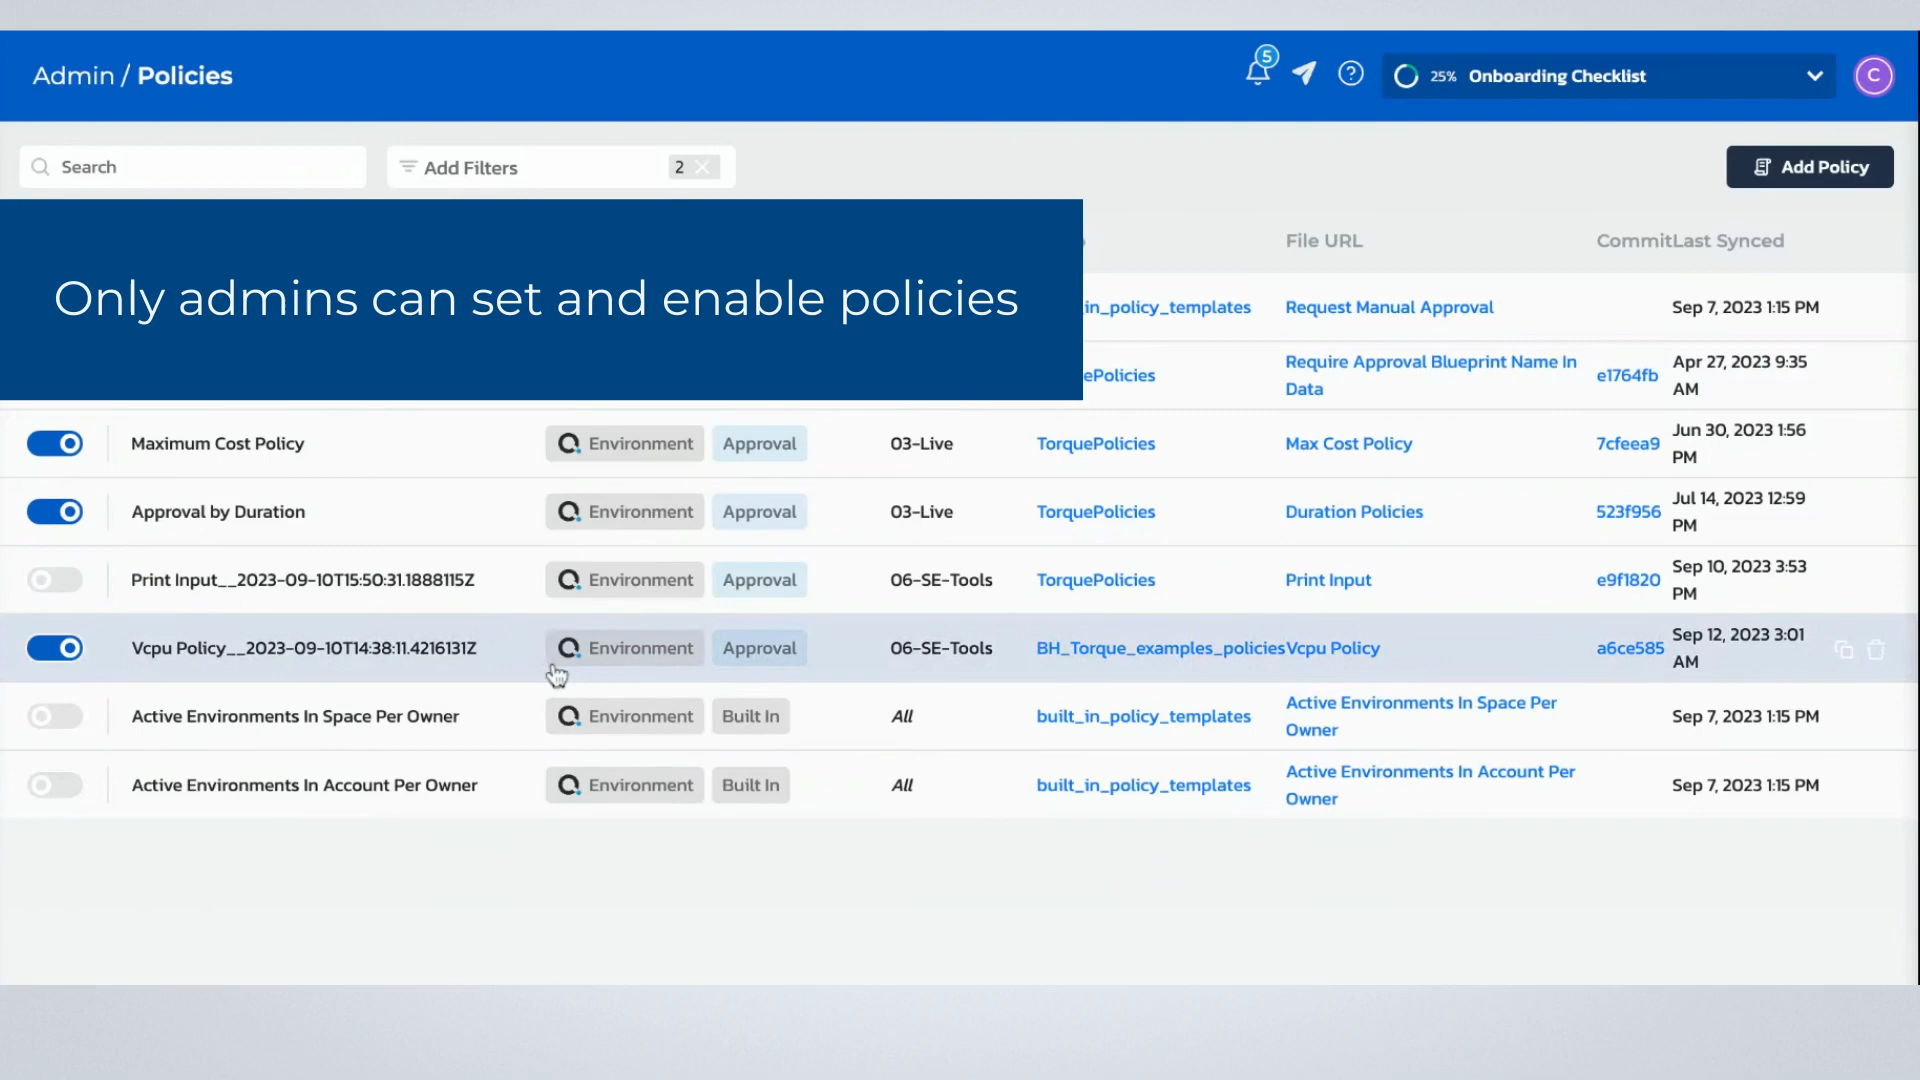 Admin / Policies
5
25% Onboarding Checklist
C
Search
Add Filters
2
Add Policy
File URL
Commit
Last Synced
Only admins can set and enable policies
in_policy_templates
Request Manual Approval
Sep 7, 2023 1:15 PM
ePolicies
Require Approval Blueprint Name In
Data
e1764fb
Apr 27, 2023 9:35
AM
Maximum Cost Policy
Environment
Approval
03-Live
TorquePolicies
Max Cost Policy
7cfeea9
Jun 30, 2023 1:56
PM
Approval by Duration
Environment
Approval
03-Live
TorquePolicies
Duration Policies
523f956
Jul 14, 2023 12:59
PM
Print Input__2023-09-10T15:50:31.1888115Z
Environment
Approval
06-SE-Tools
TorquePolicies
Print Input
e9f1820
Sep 10, 2023 3:53
PM
Vcpu Policy__2023-09-10T14:38:11.4216131Z
Environment
Approval
06-SE-Tools
BH_Torque_examples_policies
Vcpu Policy
a6ce585
Sep 12, 2023 3:01
AM
Active Environments In Space Per Owner
Environment
Built In
All
built_in_policy_templates
Active Environments In Space Per
Owner
Sep 7, 2023 1:15 PM
Active Environments In Account Per Owner
Environment
Built In
All
built_in_policy_templates
Active Environments In Account Per
Owner
Sep 7, 2023 1:15 PM